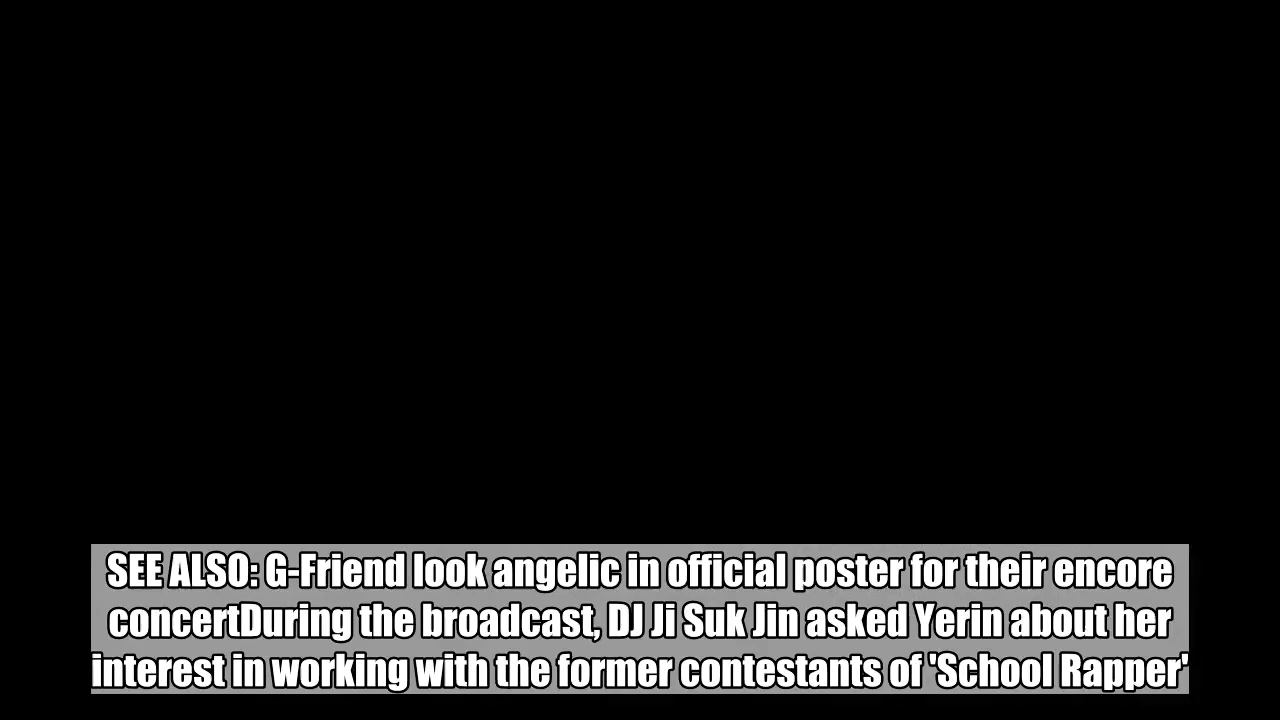 SEE ALSO: G-Friend look angelic in official poster for their encore
concertDuring the broadcast, DJ Ji Suk Jin asked Yerin about her
interest in working with the former contestants of 'School Rapper'